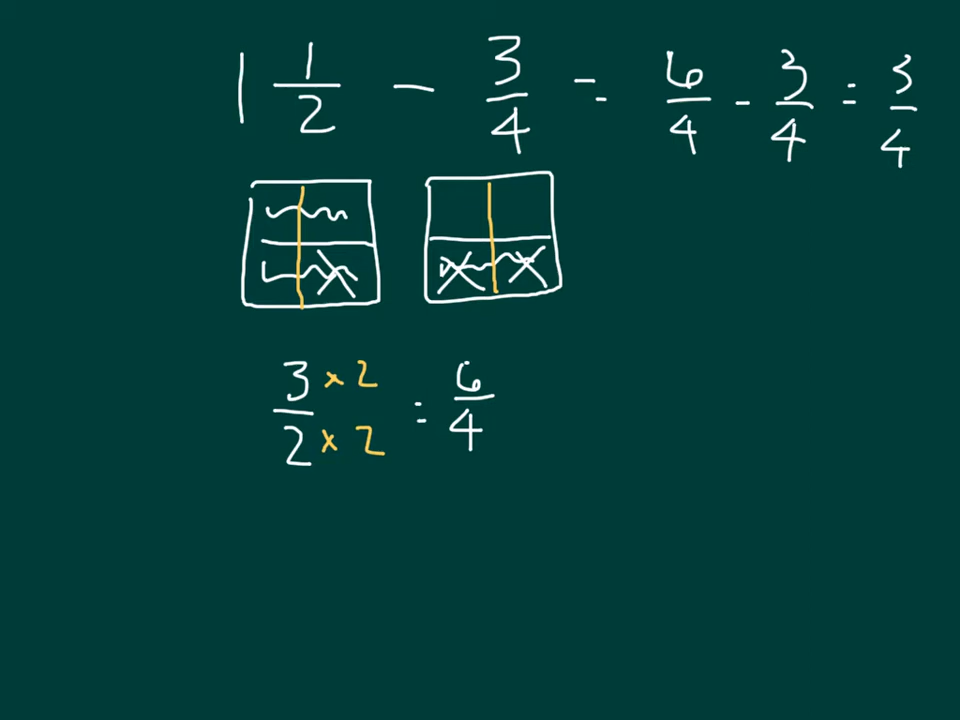 1 1/2 - 3/4 = 6/4 - 3/4 = 3/4
3/2 × 2/× 2 = 6/4